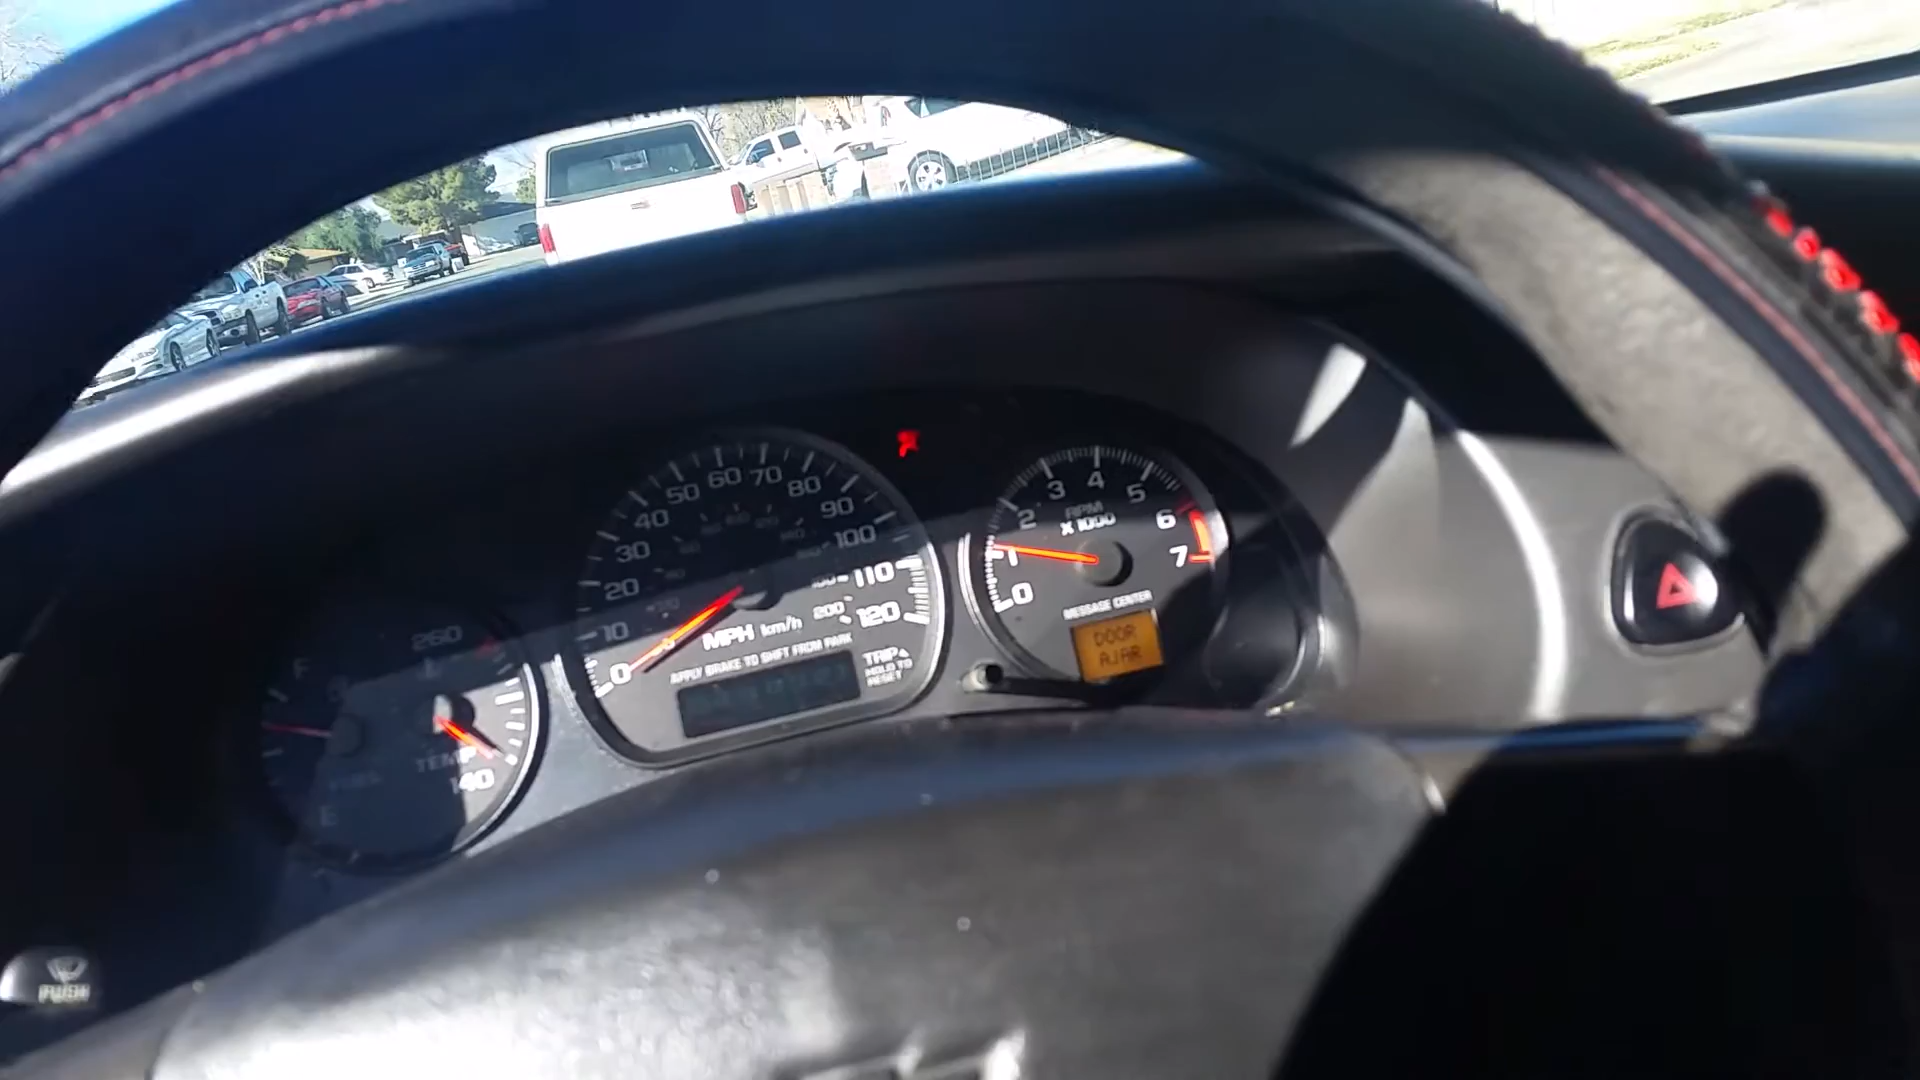 260
F
TEMP
140
E
0
10
20
30
40
50
60
70
80
90
100
110
120
200
MPH km/h
APPLY BRAKE TO SHIFT FROM PARK
TRIP
HOLD TO
RESET
0
1
2
3
4
5
6
7
RPM
X 1000
MESSAGE CENTER
DOOR
AJAR
PUSH